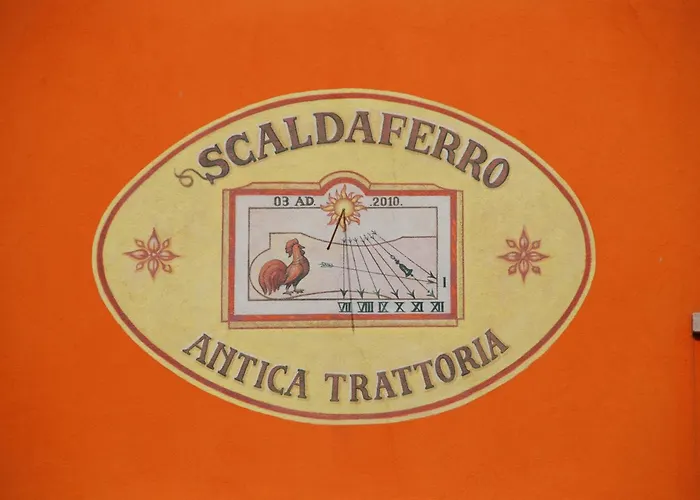 SCALDAFERRO
03 AD. 2010.
I
VII VIII IX X XI XII
ANTICA TRATTORIA